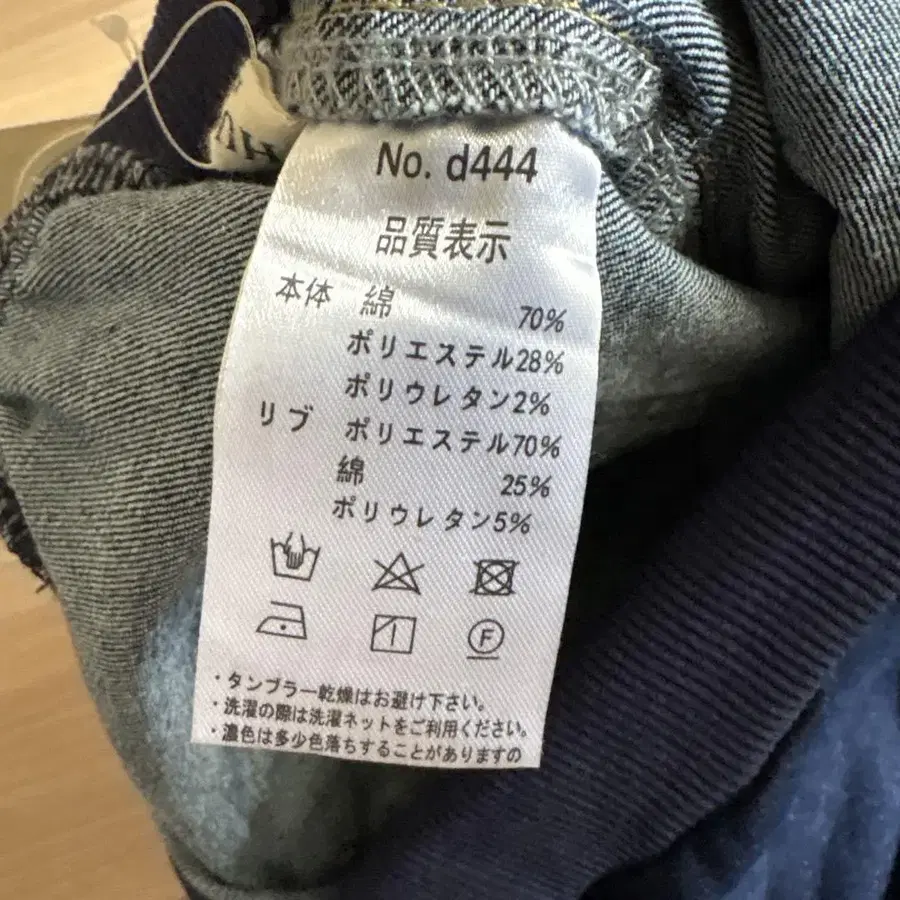 No. d444
品質表示
本体 綿 70%
ポリエステル28%
ポリウレタン2%
リブ ポリエステル70%
綿 25%
ポリウレタン5%
F
・タンブラー乾燥はお避け下さい。
・洗濯の際は洗濯ネットをご利用ください。
・濃色は多少色落ちすることがありますの